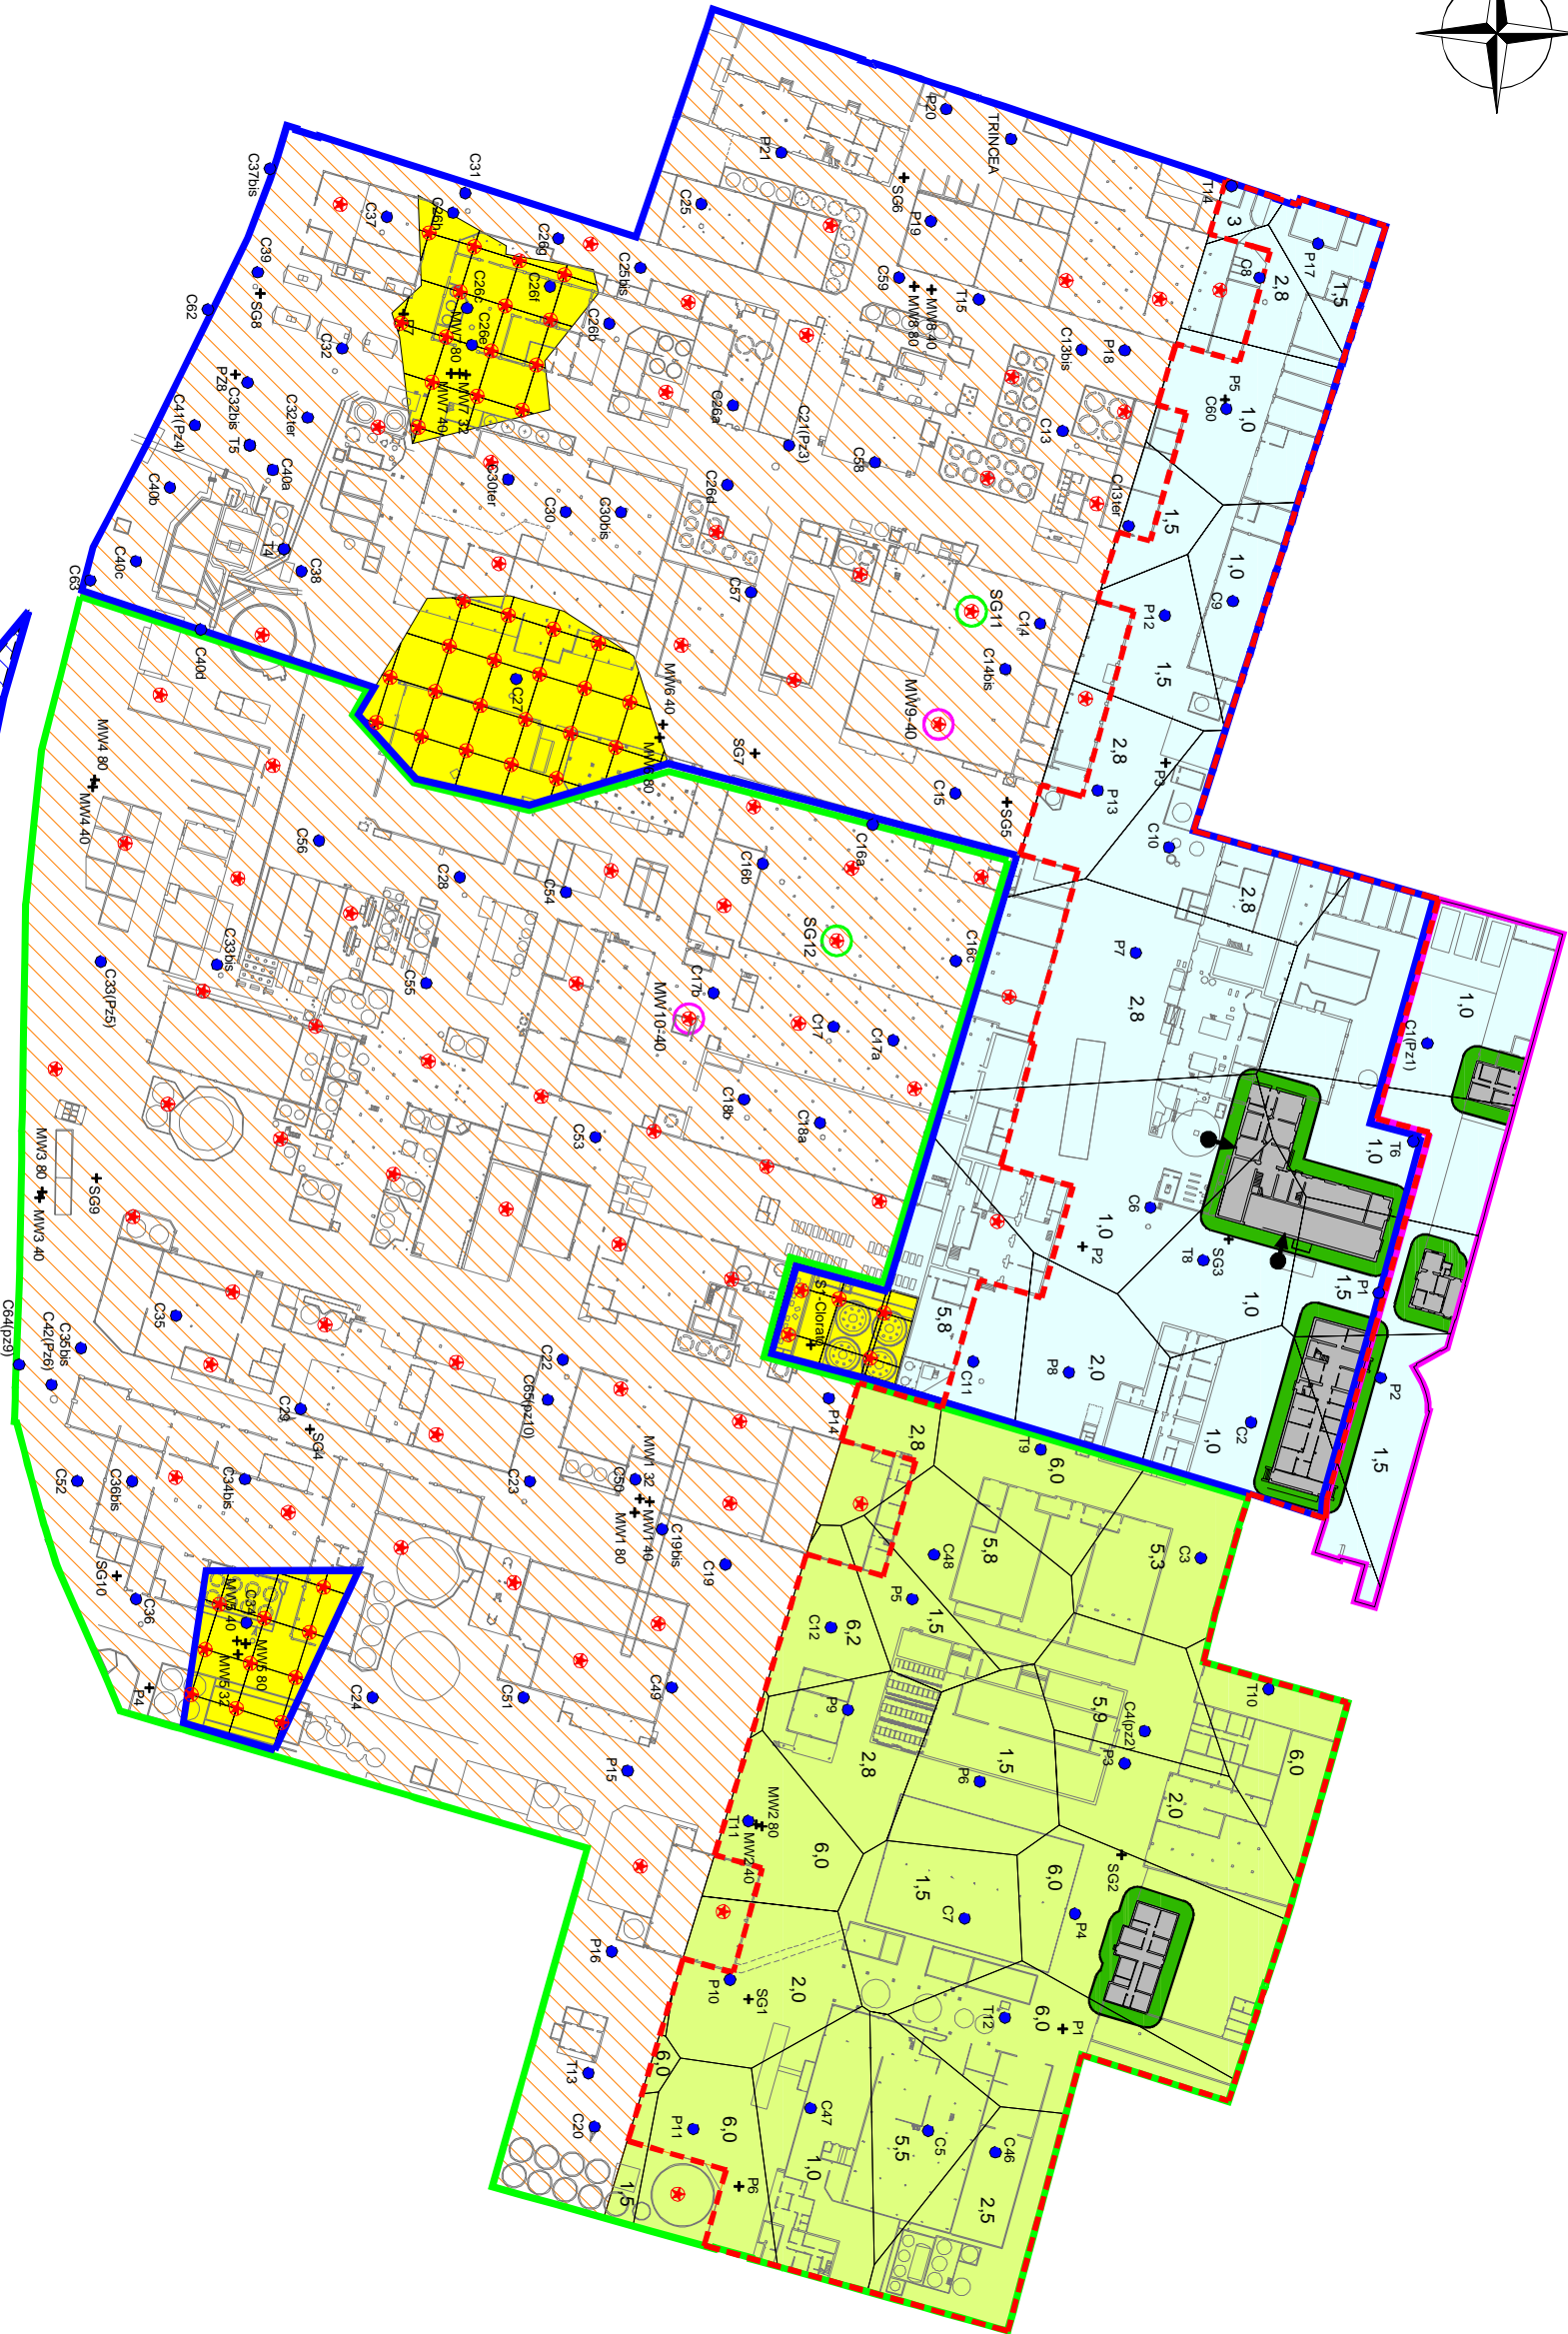 P20
TRINCEA
T14
3
P17
C37bis
C31
P21
SG6
C25
P19
C8
2,8
1,5
C37
C26h
C26g
C39
SG8
C26f
C25bis
C59
MW8 40
MW8 80
T15
C26c
C62
C26e
C26b
C32
P7
MW7 80
C13bis
P18
P5
C60
1,0
PZ8
C32bis
MW7 32
MW7 40
C32ter
C26a
C41(Pz4)
T5
C21(Pz3)
C13
C40a
C30ter
C58
C26d
C40b
C30
C30bis
C13ter
1,5
T4
C40c
C38
C63
C57
1,0
C9
SG11
C14
P12
C40d
C14bis
1,5
C27
MW6 40
MW9-40
MW4 80
SG7
2,8
P3
MW4 40
C15
SG5
P13
C16a
C10
C56
C28
C16b
C54
2,8
C33bis
SG12
C16c
P7
C33(Pz5)
C55
C17b
MW10-40
C17
C17a
2,8
1,0
C1(Pz1)
C18b
C18a
C53
T6
1,0
MW3 80
MW3 40
SG9
C6
1,0
P2
SG3
T8
C35
S1-Clorato
5,8
1,0
1,5
P1
C64(pz9)
C42(Pz6)
C35bis
C22
C65(pz10)
C11
P8
2,0
P2
C29
SG4
P14
C2
1,0
2,8
T9
6,0
1,5
C52
C36bis
C34bis
C23
C50
MW1 32
MW1 40
MW1 80
C19bis
C19
C48
5,8
5,3
C3
SG10
C36
C34
MW5 40
MW5 80
MW5 32
P5
1,5
C12
6,2
P4
C24
C51
C49
P9
5,9
C4(pz2)
P3
T10
6,0
P15
2,8
1,5
P6
2,0
T11
MW2 80
MW2 40
6,0
6,0
SG2
1,5
C7
P4
P16
P10
SG1
2,0
T12
6,0
P1
T13
C20
6,0
P11
6,0
C47
C5
5,5
C46
1,0
P6
1,5
2,5